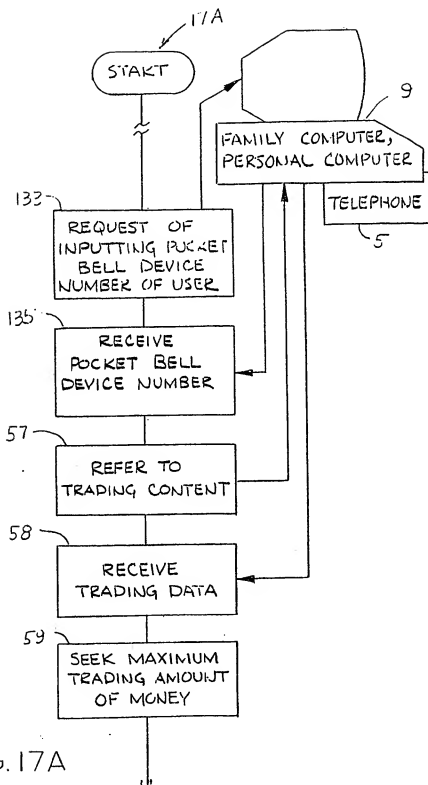 17A
START
9
FAMILY COMPUTER,
PERSONAL COMPUTER
TELEPHONE
5
133
REQUEST OF
INPUTTING POCKET
BELL DEVICE
NUMBER OF USER
135
RECEIVE
POCKET BELL
DEVICE NUMBER
57
REFER TO
TRADING CONTENT
58
RECEIVE
TRADING DATA
59
SEEK MAXIMUM
TRADING AMOUNT
OF MONEY
. 17A